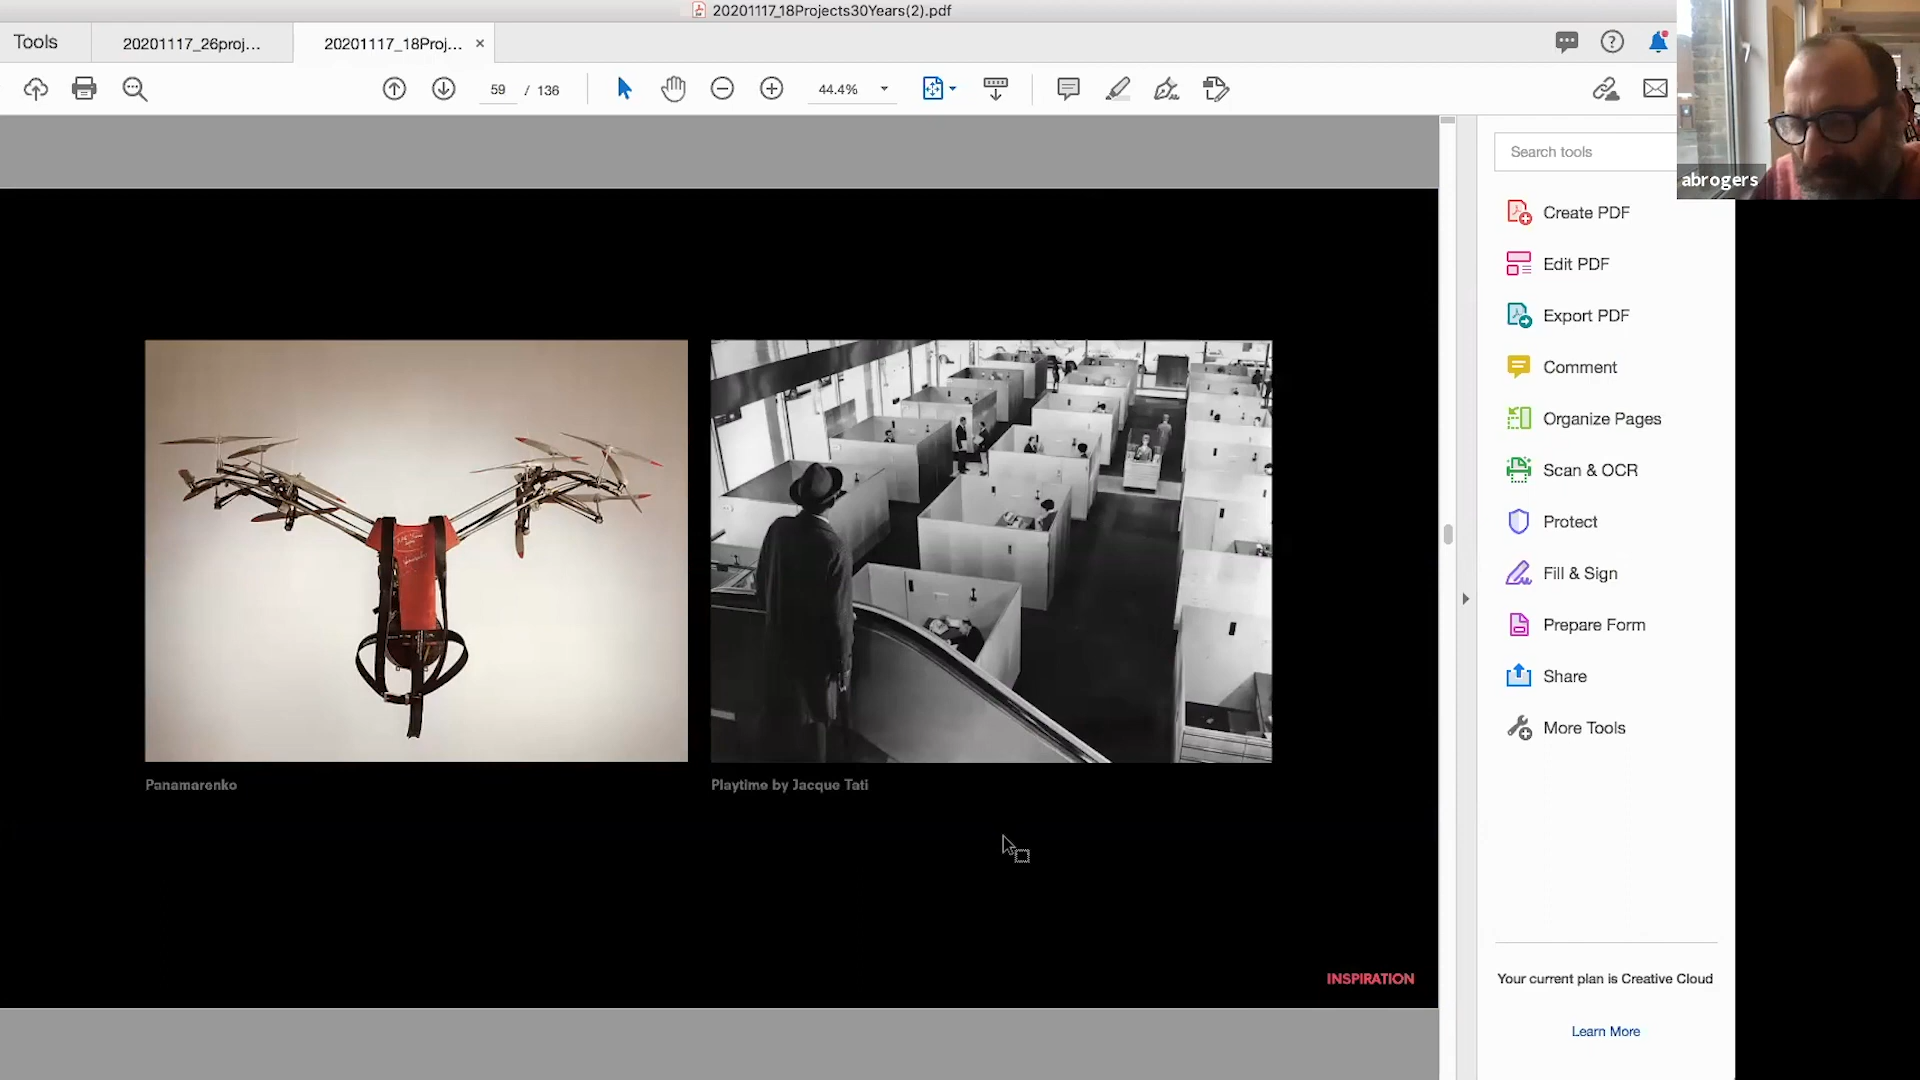 20201117_18Projects30Years(2).pdf
Tools
20201117_26proj...
20201117_18Proj... ×
59 / 136
44.4%
abrogers
Search tools
Create PDF
Edit PDF
Export PDF
Comment
Organize Pages
Scan & OCR
Protect
Fill & Sign
Prepare Form
Share
More Tools
Panamarenko
Playtime by Jacque Tati
INSPIRATION
Your current plan is Creative Cloud
Learn More